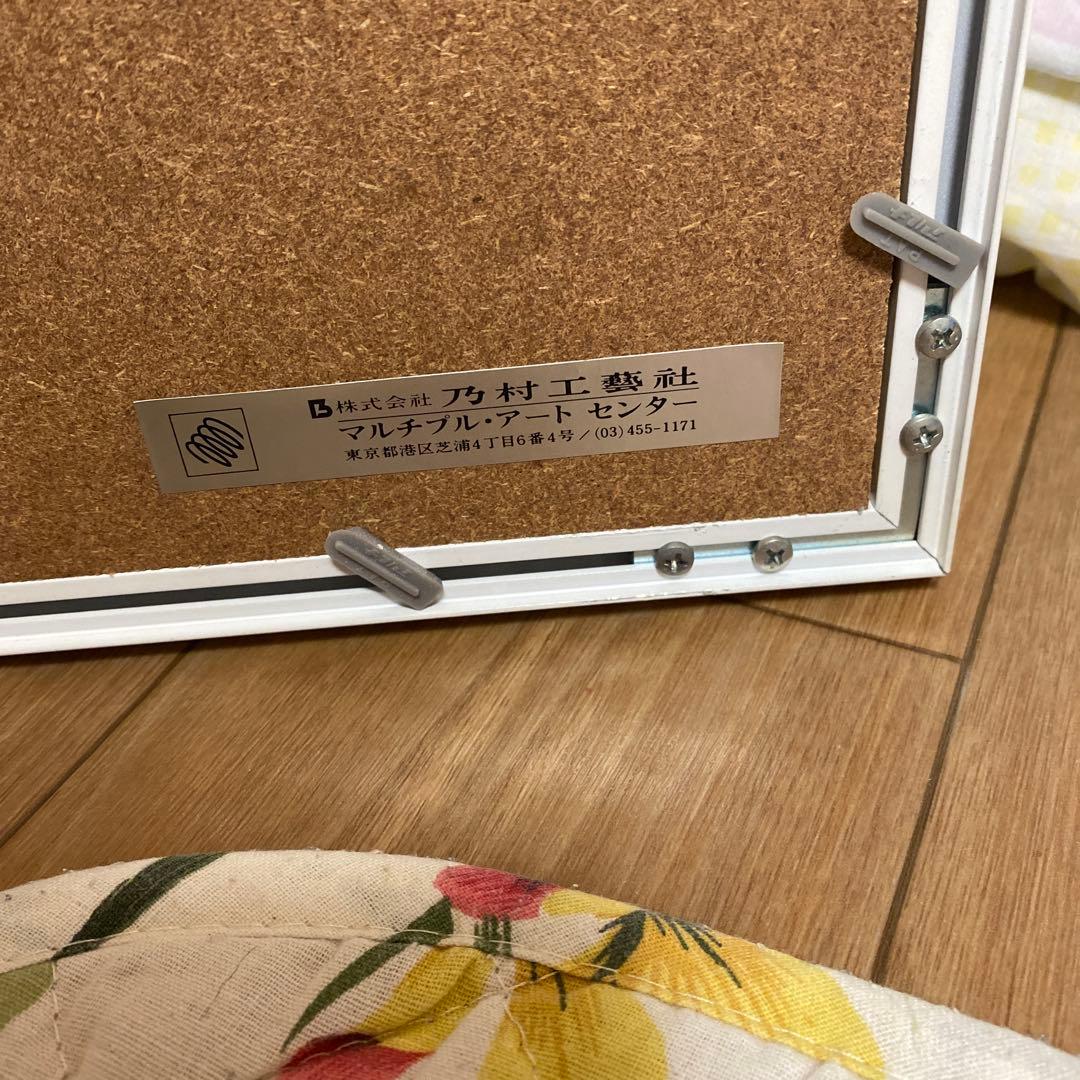 株式会社 乃村工藝社
マルチプル・アート センター
東京都港区芝浦4丁目6番4号／(03)455-1171
PAT